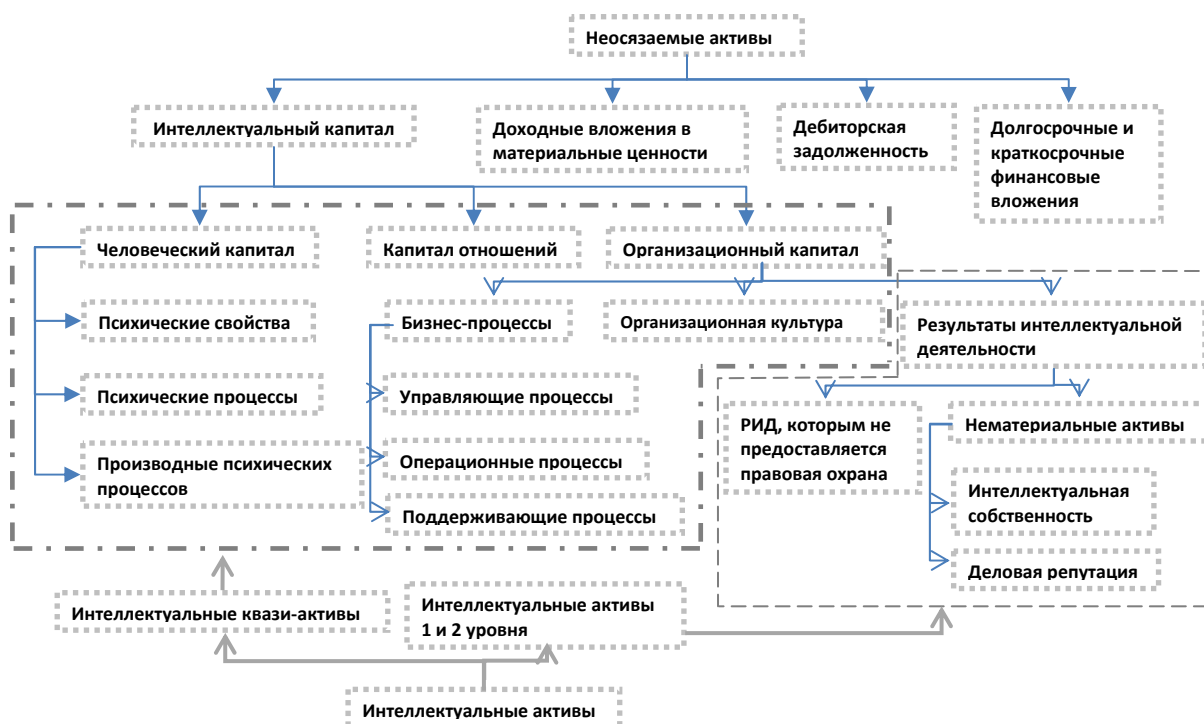 Неосязаемые активы
Интеллектуальный капитал
Доходные вложения в
материальные ценности
Дебиторская
задолженность
Долгосрочные и
краткосрочные
финансовые
вложения
Человеческий капитал
Капитал отношений
Организационный капитал
Психические свойства
Бизнес-процессы
Организационная культура
Результаты интеллектуальной
деятельности
Психические процессы
Управляющие процессы
РИД, которым не
предоставляется
правовая охрана
Нематериальные активы
Производные психических
процессов
Операционные процессы
Интеллектуальная
собственность
Поддерживающие процессы
Деловая репутация
Интеллектуальные квази-активы
Интеллектуальные активы
1 и 2 уровня
Интеллектуальные активы